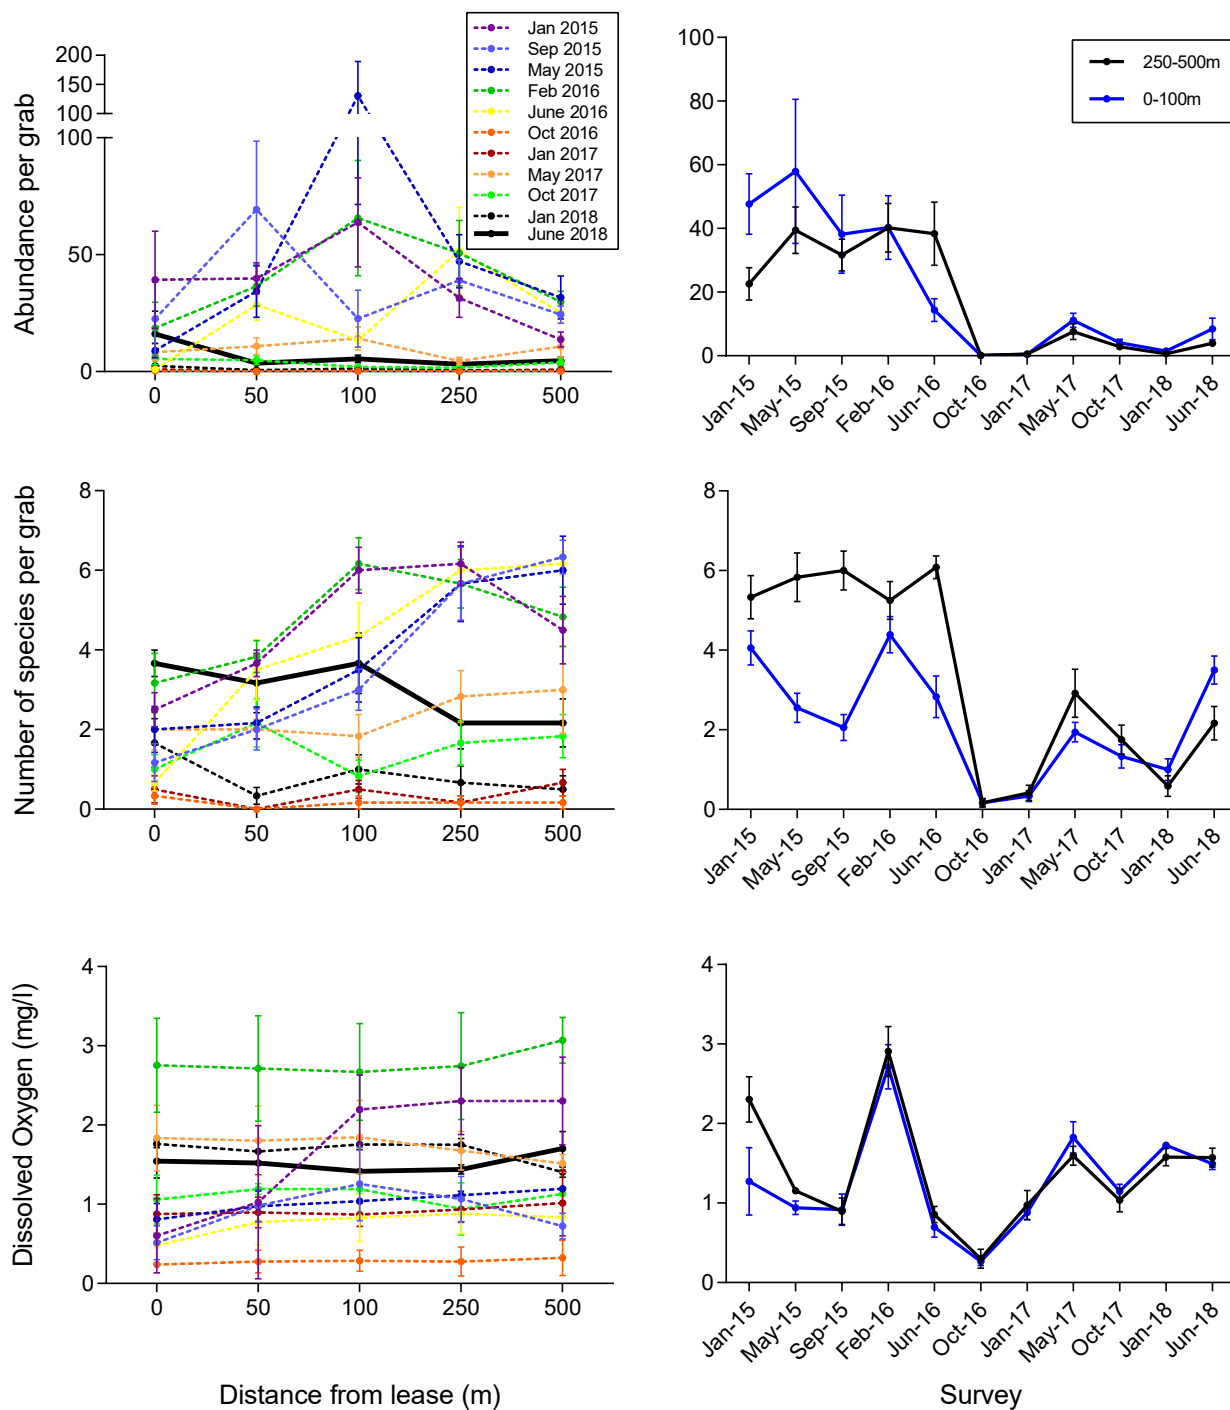 Jan 2015
Sep 2015
May 2015
Feb 2016
June 2016
Oct 2016
Jan 2017
May 2017
Oct 2017
Jan 2018
June 2018
Abundance per grab
200
150
100
100
50
0
0 50 100 250 500
250-500m
0-100m
100
80
60
40
20
0
Jan-15 May-15 Sep-15 Feb-16 Jun-16 Oct-16 Jan-17 May-17 Oct-17 Jan-18 Jun-18
Number of species per grab
8
6
4
2
0
0 50 100 250 500
8
6
4
2
0
Jan-15 May-15 Sep-15 Feb-16 Jun-16 Oct-16 Jan-17 May-17 Oct-17 Jan-18 Jun-18
Dissolved Oxygen (mg/l)
4
3
2
1
0
0 50 100 250 500
Distance from lease (m)
4
3
2
1
0
Jan-15 May-15 Sep-15 Feb-16 Jun-16 Oct-16 Jan-17 May-17 Oct-17 Jan-18 Jun-18
Survey